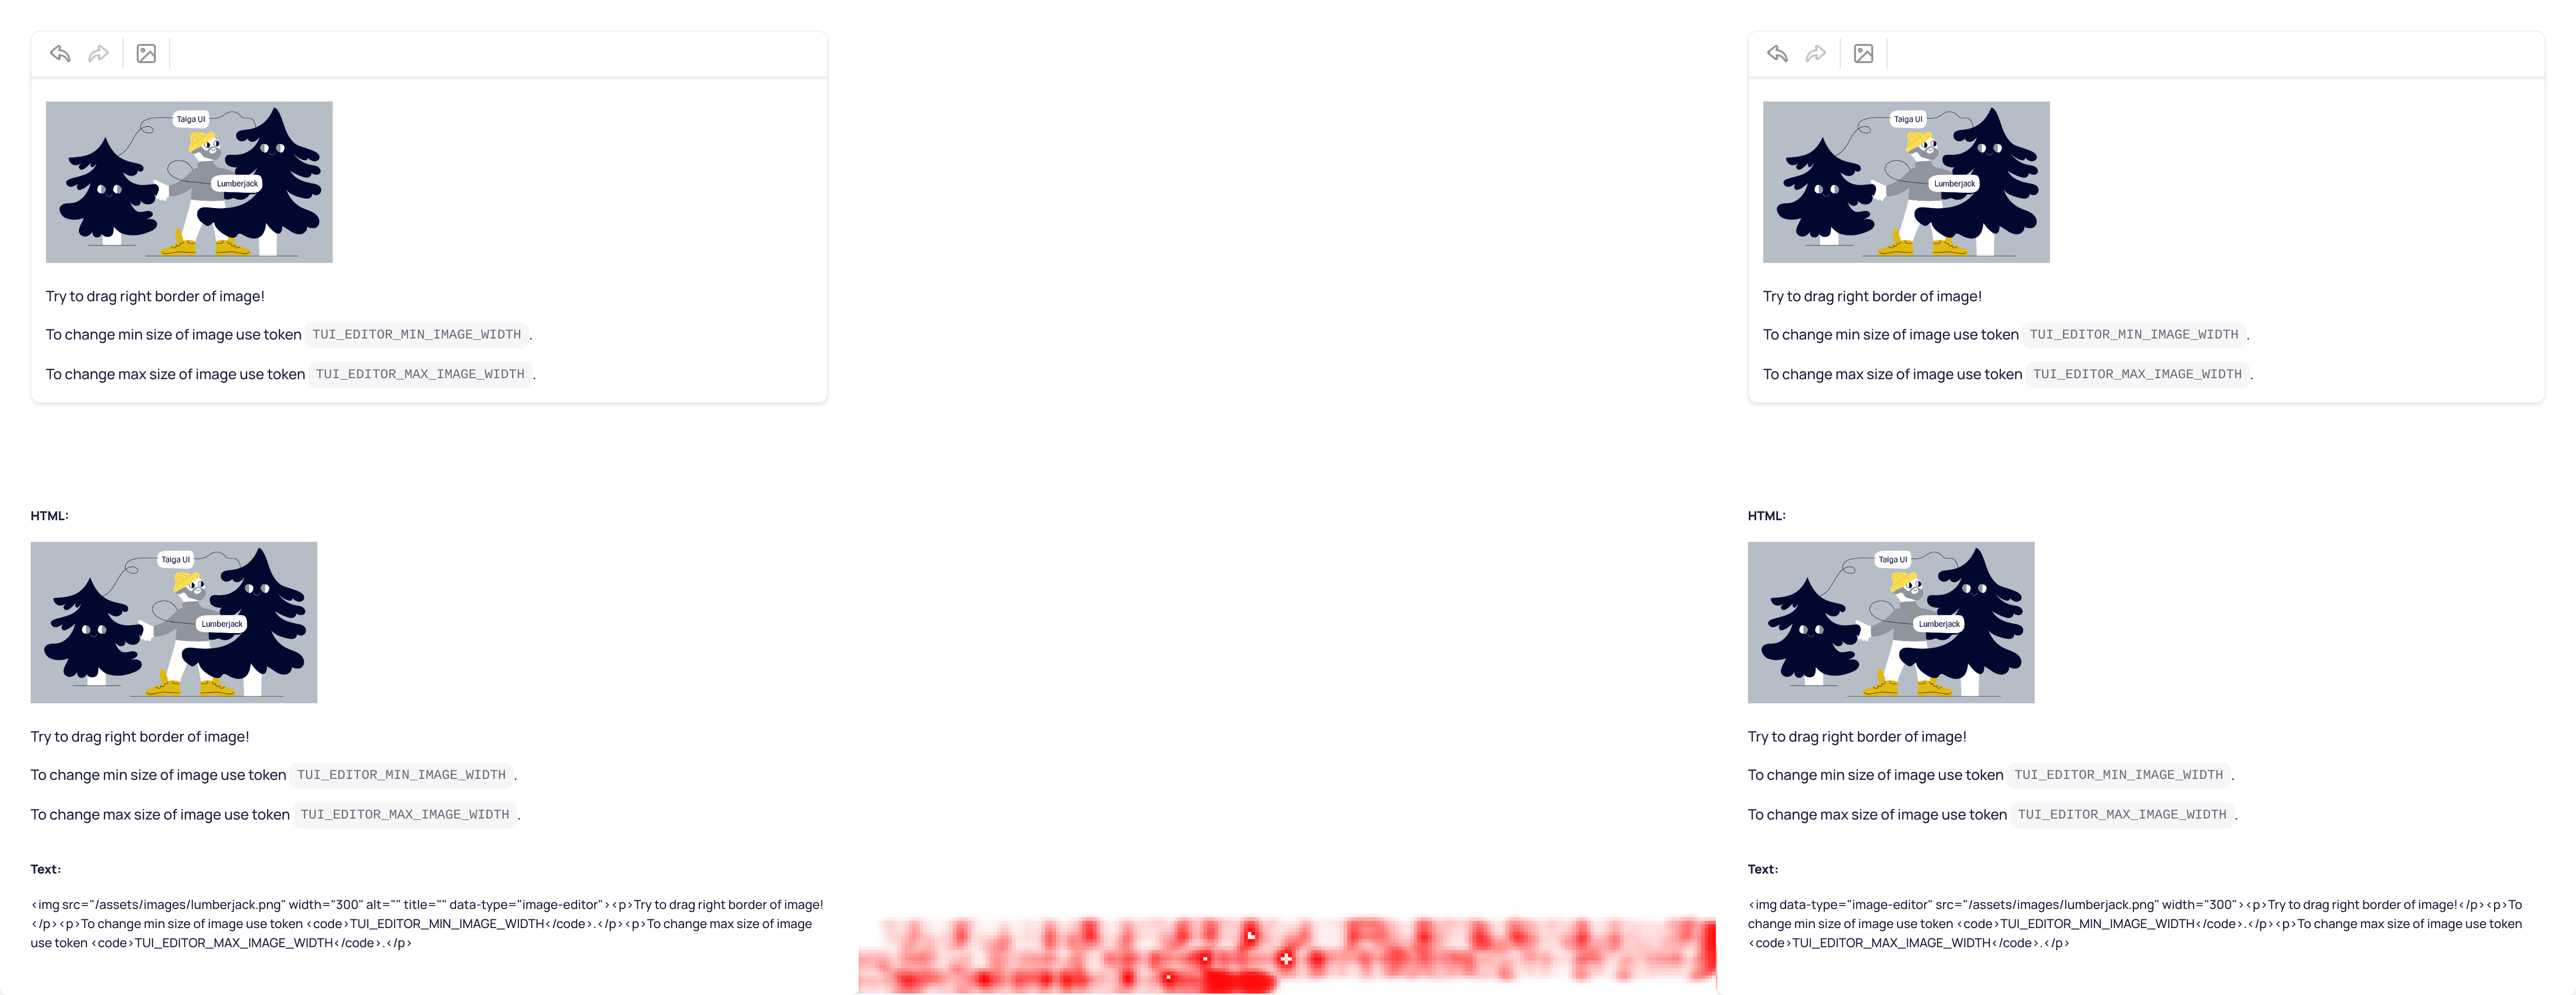 Taiga UI
Lumberjack
Try to drag right border of image!
To change min size of image use token TUI_EDITOR_MIN_IMAGE_WIDTH.
To change max size of image use token TUI_EDITOR_MAX_IMAGE_WIDTH.
HTML:
Taiga UI
Lumberjack
Try to drag right border of image!
To change min size of image use token TUI_EDITOR_MIN_IMAGE_WIDTH.
To change max size of image use token TUI_EDITOR_MAX_IMAGE_WIDTH.
Text:
<img src="/assets/images/lumberjack.png" width="300" alt="" title="" data-type="image-editor"><p>Try to drag right border of image!
</p><p>To change min size of image use token <code>TUI_EDITOR_MIN_IMAGE_WIDTH</code>.</p><p>To change max size of image
use token <code>TUI_EDITOR_MAX_IMAGE_WIDTH</code>.</p>
Taiga UI
Lumberjack
Try to drag right border of image!
To change min size of image use token TUI_EDITOR_MIN_IMAGE_WIDTH.
To change max size of image use token TUI_EDITOR_MAX_IMAGE_WIDTH.
HTML:
Taiga UI
Lumberjack
Try to drag right border of image!
To change min size of image use token TUI_EDITOR_MIN_IMAGE_WIDTH.
To change max size of image use token TUI_EDITOR_MAX_IMAGE_WIDTH.
Text:
<img data-type="image-editor" src="/assets/images/lumberjack.png" width="300"><p>Try to drag right border of image!</p><p>To
change min size of image use token <code>TUI_EDITOR_MIN_IMAGE_WIDTH</code>.</p><p>To change max size of image use token
<code>TUI_EDITOR_MAX_IMAGE_WIDTH</code>.</p>